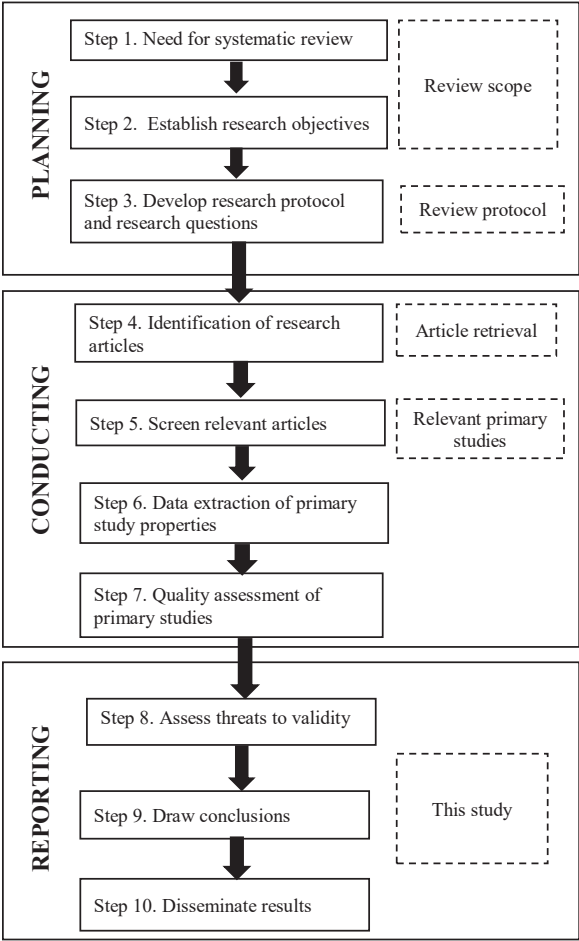 PLANNING
Step 1. Need for systematic review
Review scope
Step 2.  Establish research objectives
Step 3. Develop research protocol
and research questions
Review protocol
CONDUCTING
Step 4. Identification of research
articles
Article retrieval
Step 5. Screen relevant articles
Relevant primary
studies
Step 6. Data extraction of primary
study properties
Step 7. Quality assessment of
primary studies
REPORTING
Step 8. Assess threats to validity
Step 9. Draw conclusions
This study
Step 10. Disseminate results